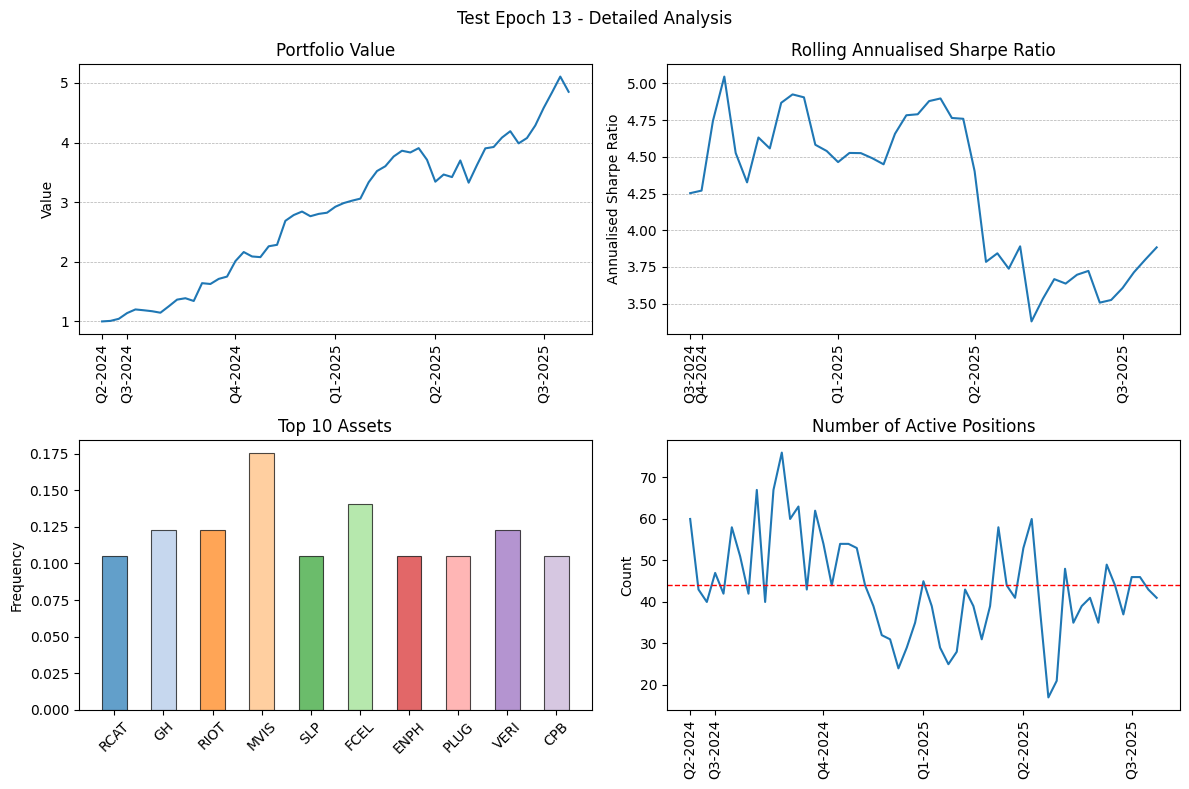 Test Epoch 13 - Detailed Analysis
Portfolio Value
Value
5
4
3
2
1
Q2-2024
Q3-2024
Q4-2024
Q1-2025
Q2-2025
Q3-2025
Rolling Annualised Sharpe Ratio
Annualised Sharpe Ratio
5.00
4.75
4.50
4.25
4.00
3.75
3.50
Q3-2024
Q4-2024
Q1-2025
Q2-2025
Q3-2025
Top 10 Assets
Frequency
0.175
0.150
0.125
0.100
0.075
0.050
0.025
0.000
RCAT
GH
RIOT
MVIS
SLP
FCEL
ENPH
PLUG
VERI
CPB
Number of Active Positions
Count
70
60
50
40
30
20
Q2-2024
Q3-2024
Q4-2024
Q1-2025
Q2-2025
Q3-2025